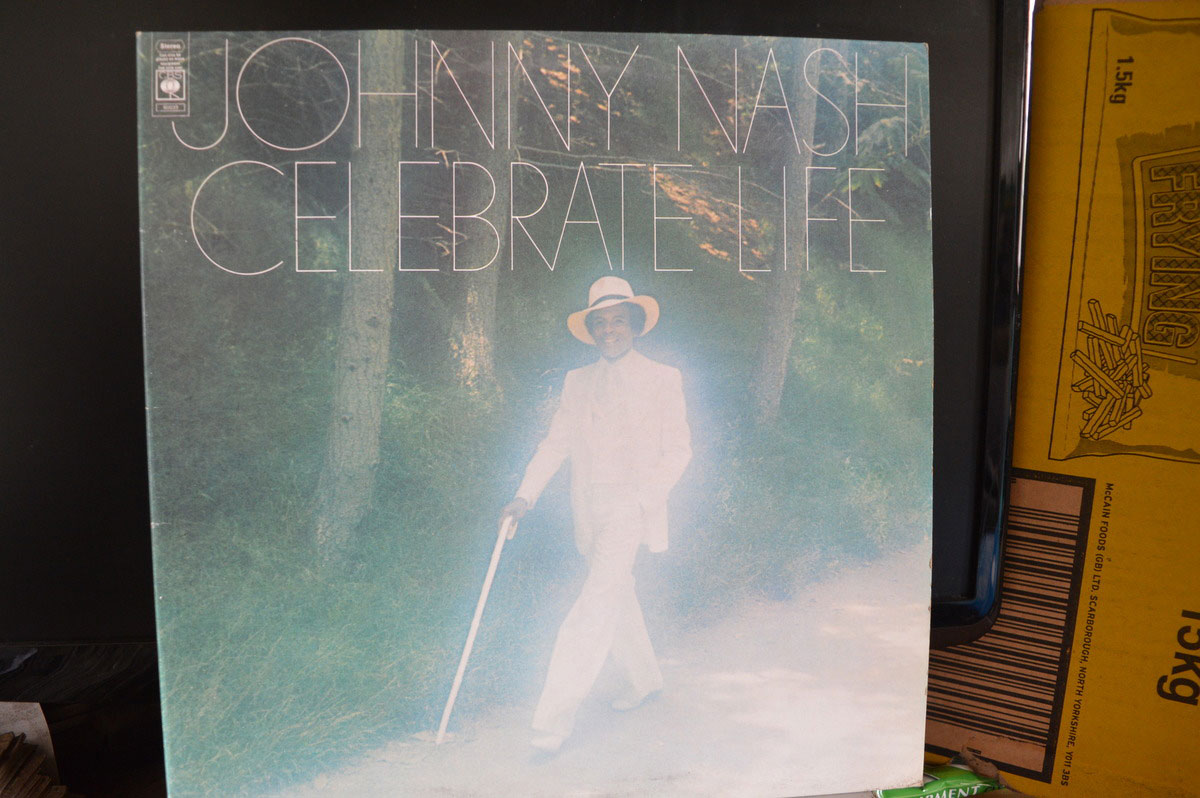 Stereo
CBS
JOHNNY NASH
CELEBRATE LIFE
1.5kg
FRYING
McCAIN FOODS (GB) LTD. SCARBOROUGH, NORTH YORKSHIRE, YO11 3BS
15kg